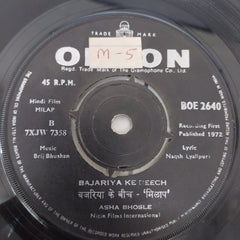 TRADE MARK
ODEON
Regd. Trade Mark of The Gramophone Co. Ltd.
M-5
45 R.P.M.
BOE 2640
Hindi Film
MILAP
B
7XJW 7358
Recording First
Published 1972
Music
Brij Bhushan
Lyric
Naqsh Lyallpuri
BAJARIYA KE BEECH
बजरिया के बीच - 'मिलाप'
ASHA BHOSLE
Nitin Films International